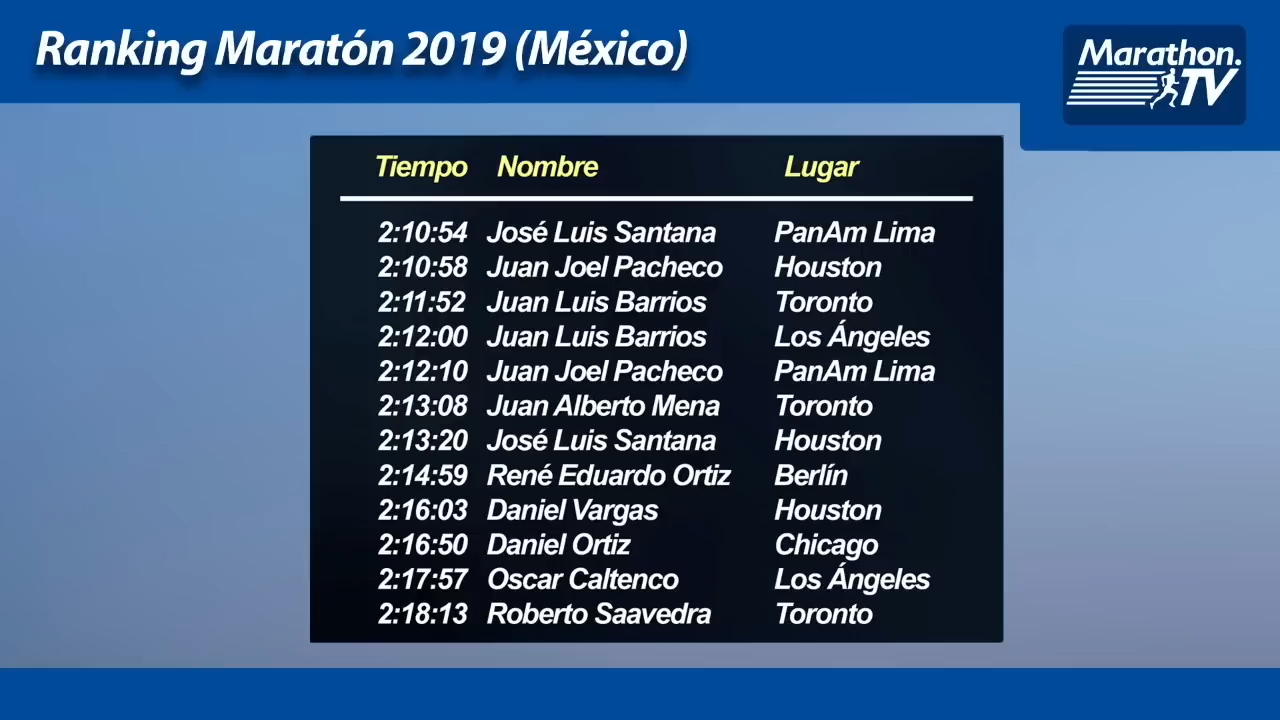 Ranking Maratón 2019 (México)
Marathon.
TV
Tiempo Nombre Lugar
2:10:54 José Luis Santana PanAm Lima
2:10:58 Juan Joel Pacheco Houston
2:11:52 Juan Luis Barrios Toronto
2:12:00 Juan Luis Barrios Los Ángeles
2:12:10 Juan Joel Pacheco PanAm Lima
2:13:08 Juan Alberto Mena Toronto
2:13:20 José Luis Santana Houston
2:14:59 René Eduardo Ortiz Berlín
2:16:03 Daniel Vargas Houston
2:16:50 Daniel Ortiz Chicago
2:17:57 Oscar Caltenco Los Ángeles
2:18:13 Roberto Saavedra Toronto